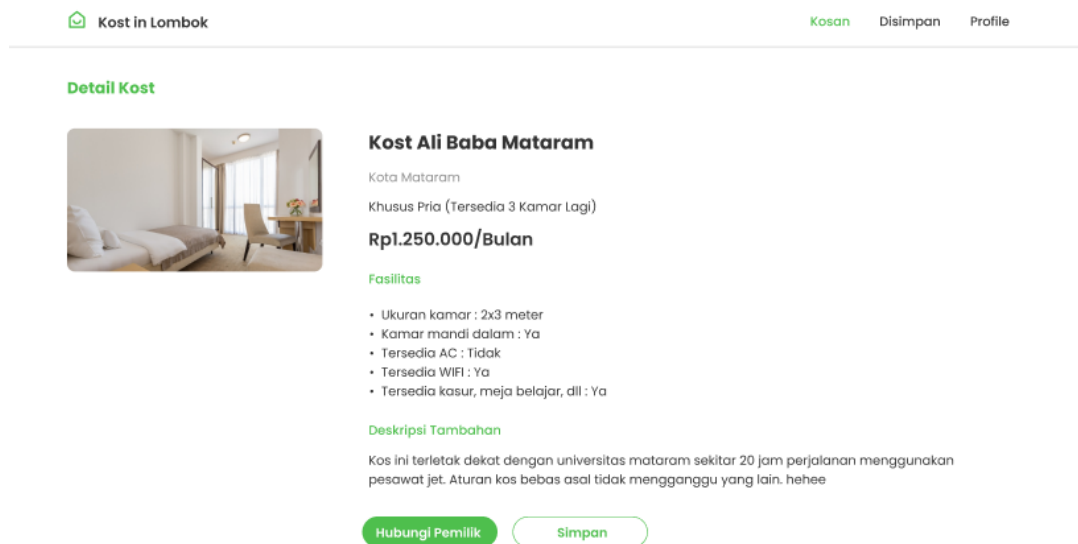 Kost in Lombok
Kosan Disimpan Profile
Detail Kost
Kost Ali Baba Mataram
Kota Mataram
Khusus Pria (Tersedia 3 Kamar Lagi)
Rp1.250.000/Bulan
Fasilitas
• Ukuran kamar : 2x3 meter
• Kamar mandi dalam : Ya
• Tersedia AC : Tidak
• Tersedia WIFI : Ya
• Tersedia kasur, meja belajar, dll : Ya
Deskripsi Tambahan
Kos ini terletak dekat dengan universitas mataram sekitar 20 jam perjalanan menggunakan
pesawat jet. Aturan kos bebas asal tidak mengganggu yang lain. hehee
Hubungi Pemilik Simpan